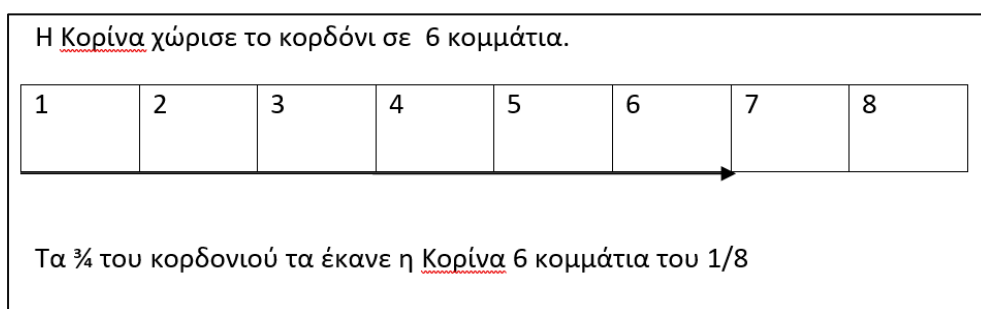 Η Κορίνα χώρισε το κορδόνι σε 6 κομμάτια.
1 2 3 4 5 6 7 8
Τα ¾ του κορδονιού τα έκανε η Κορίνα 6 κομμάτια του 1/8